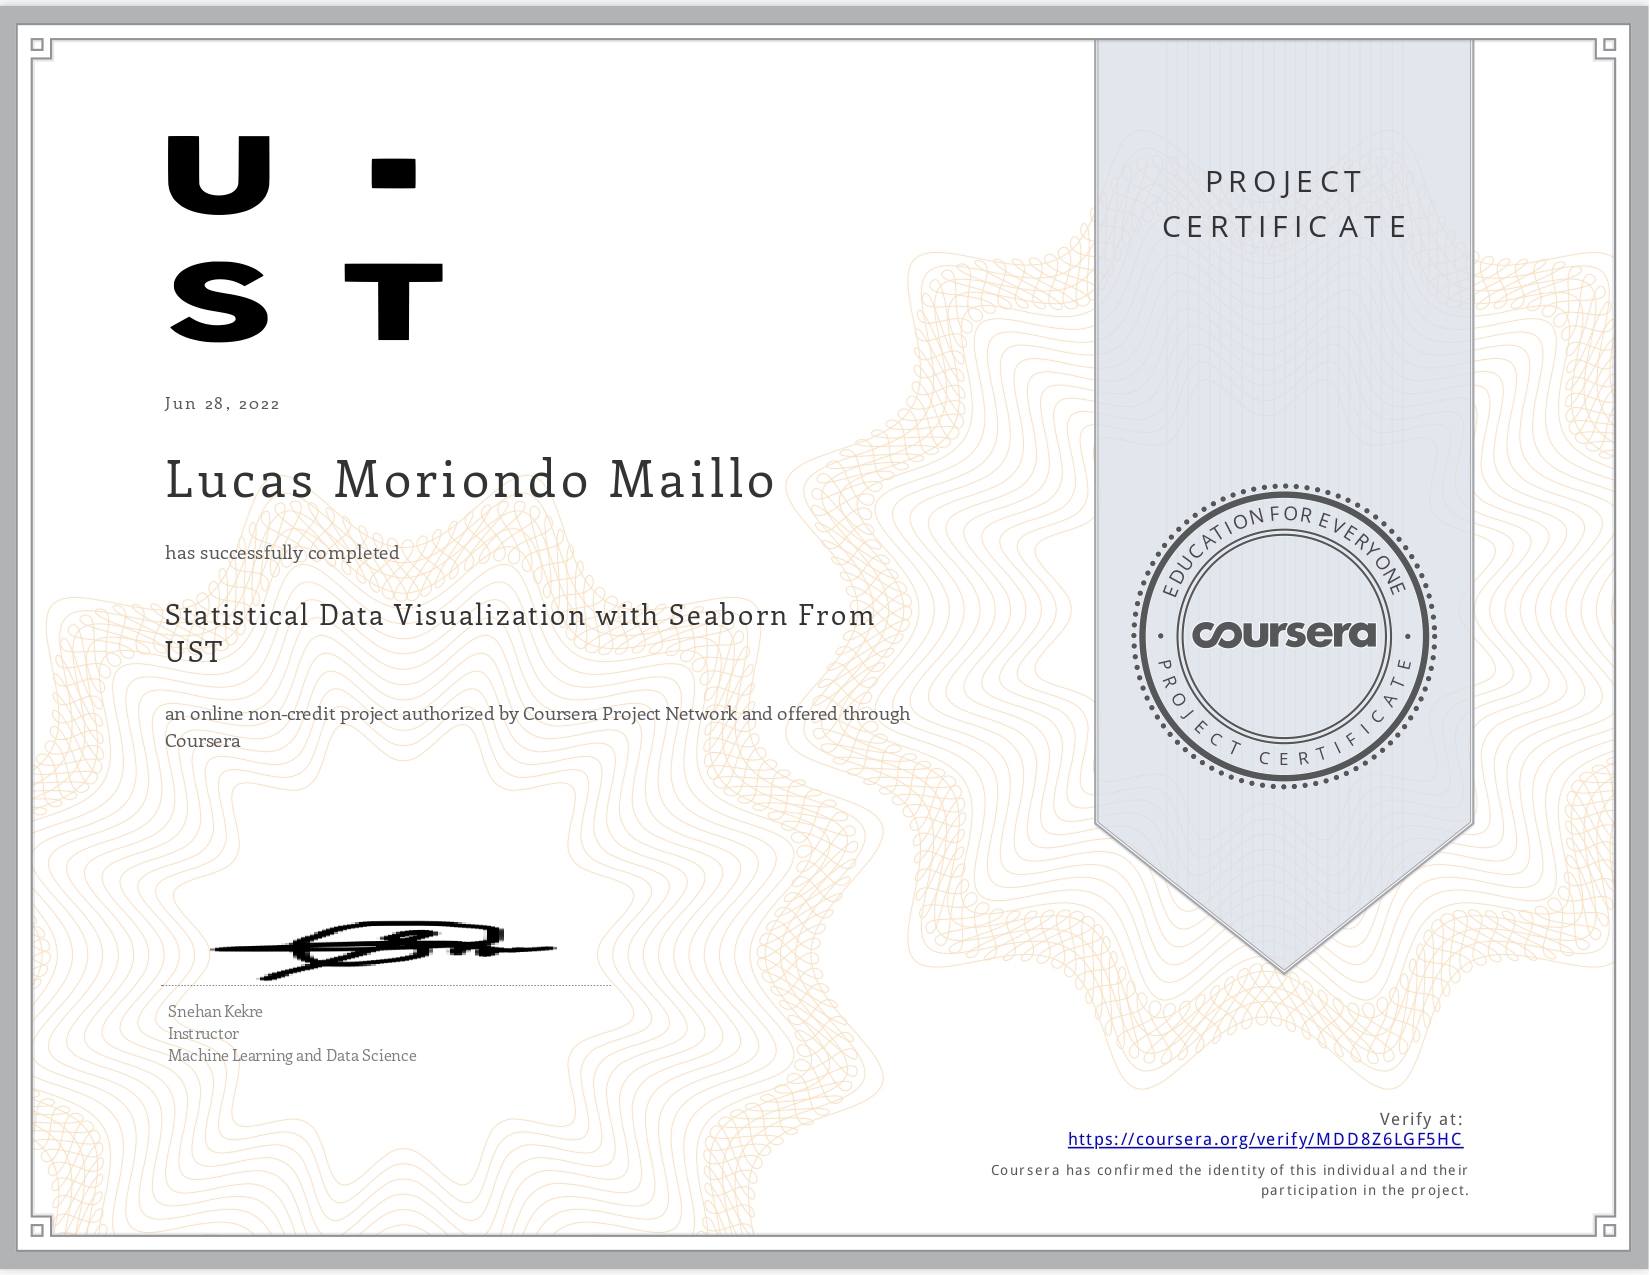 U ·
S T
Jun 28, 2022
Lucas Moriondo Maillo
has successfully completed
Statistical Data Visualization with Seaborn From
UST
an online non-credit project authorized by Coursera Project Network and offered through
Coursera
Snehan Kekre
Instructor
Machine Learning and Data Science
PROJECT
CERTIFICATE
EDUCATION FOR EVERYONE
coursera
PROJECT CERTIFICATE
Verify at:
https://coursera.org/verify/MDD8Z6LGF5HC
Coursera has confirmed the identity of this individual and their
participation in the project.